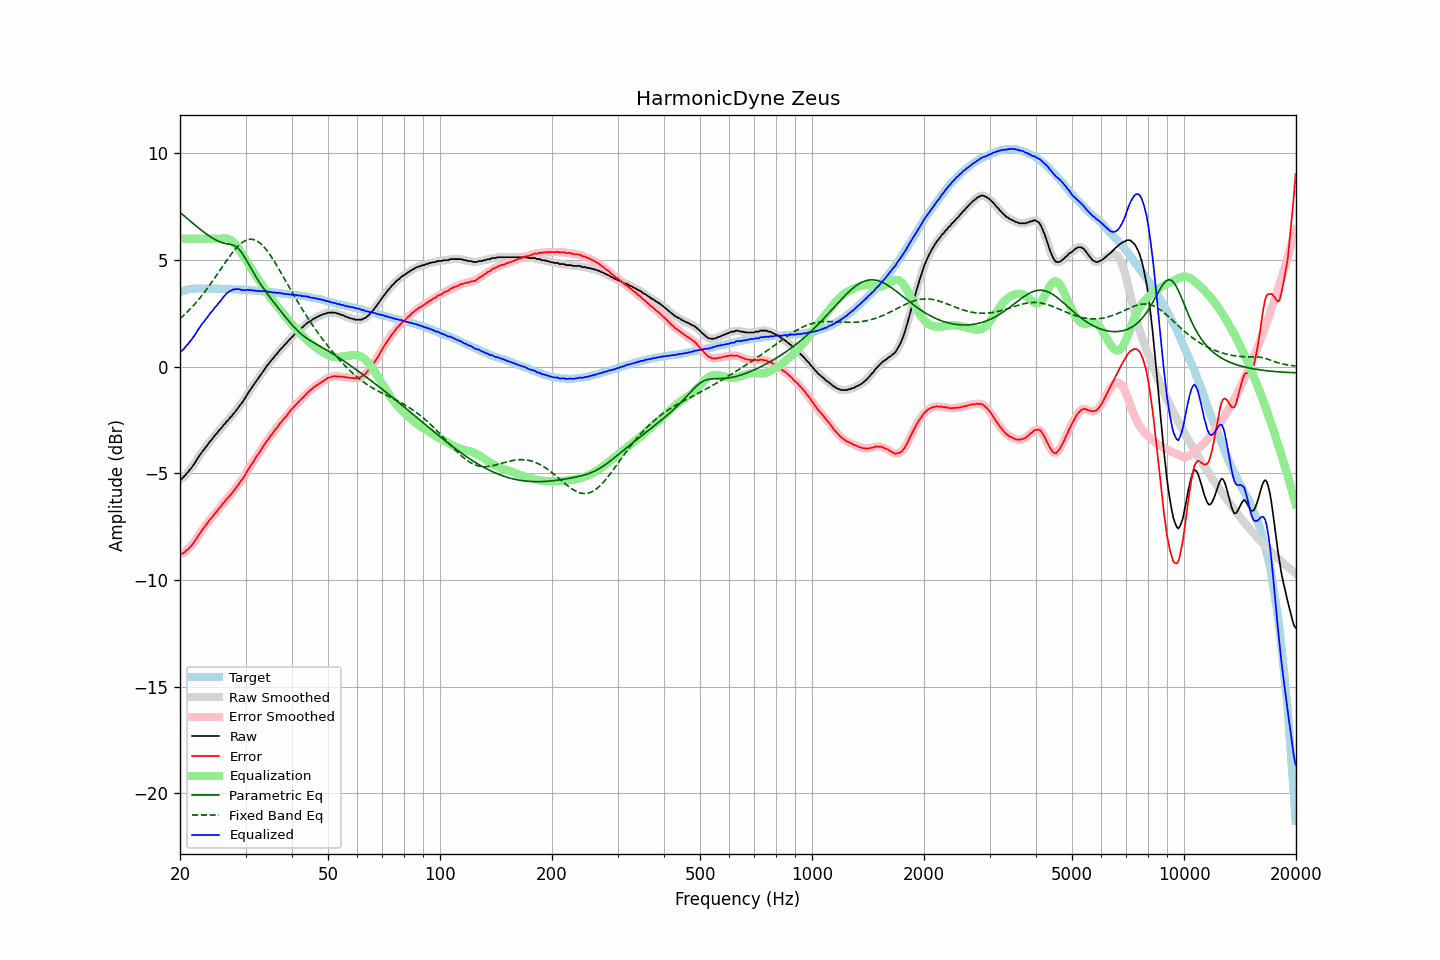 HarmonicDyne Zeus
Amplitude (dBr)
10
5
0
−5
−10
−15
−20
Target
Raw Smoothed
Error Smoothed
Raw
Error
Equalization
Parametric Eq
Fixed Band Eq
Equalized
20 50 100 200 500 1000 2000 5000 10000 20000
Frequency (Hz)